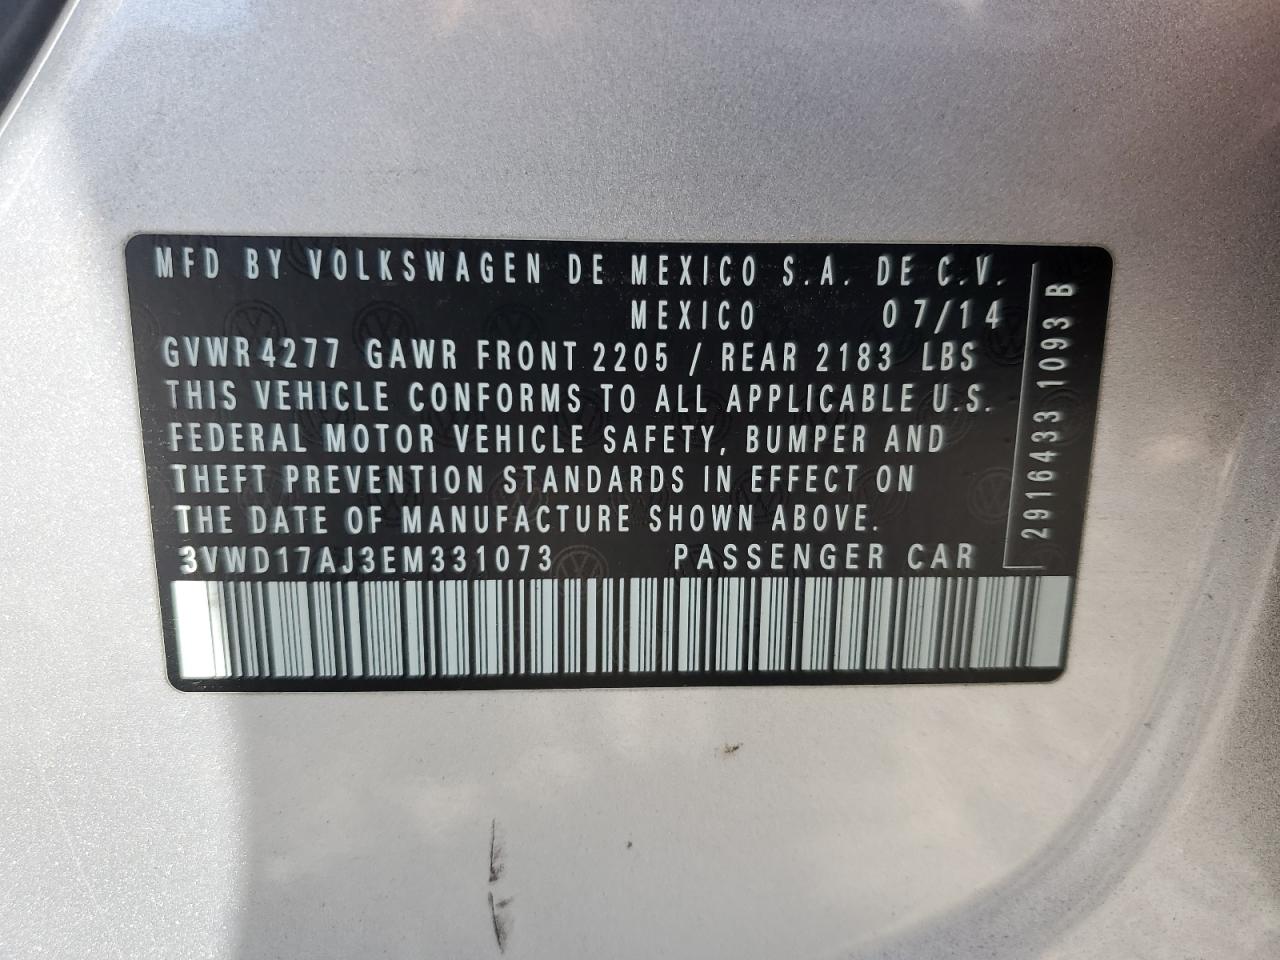 MFD BY VOLKSWAGEN DE MEXICO S.A. DE C.V.
MEXICO 07/14
GVWR 4277 GAWR FRONT 2205 / REAR 2183 LBS
THIS VEHICLE CONFORMS TO ALL APPLICABLE U.S.
FEDERAL MOTOR VEHICLE SAFETY, BUMPER AND
THEFT PREVENTION STANDARDS IN EFFECT ON
THE DATE OF MANUFACTURE SHOWN ABOVE.
3VWD17AJ3EM331073 PASSENGER CAR
2916433 1093 B